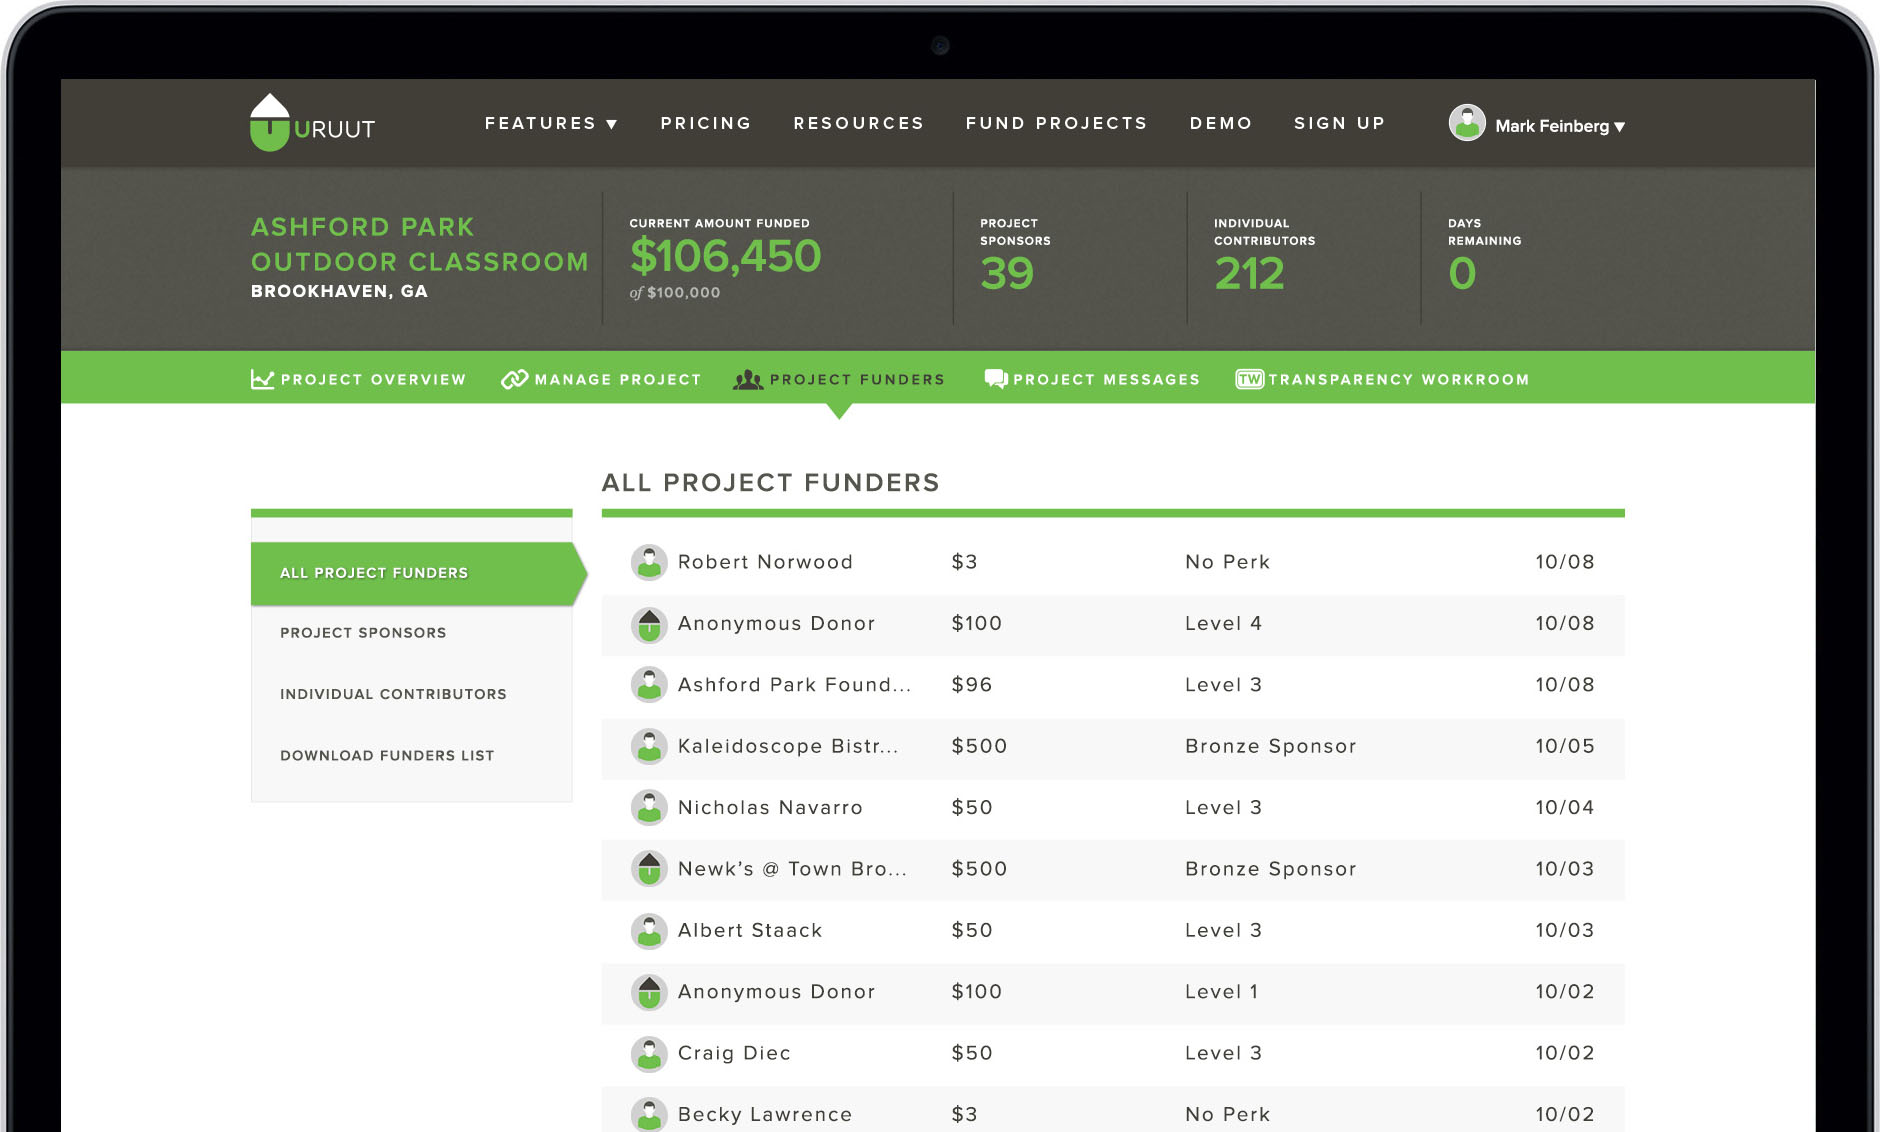 URUUT
FEATURES ▼
PRICING
RESOURCES
FUND PROJECTS
DEMO
SIGN UP
Mark Feinberg ▼
ASHFORD PARK
OUTDOOR CLASSROOM
BROOKHAVEN, GA
CURRENT AMOUNT FUNDED
$106,450
of $100,000
PROJECT
SPONSORS
39
INDIVIDUAL
CONTRIBUTORS
212
DAYS
REMAINING
0
PROJECT OVERVIEW
MANAGE PROJECT
PROJECT FUNDERS
PROJECT MESSAGES
TW TRANSPARENCY WORKROOM
ALL PROJECT FUNDERS
PROJECT SPONSORS
INDIVIDUAL CONTRIBUTORS
DOWNLOAD FUNDERS LIST
ALL PROJECT FUNDERS
Robert Norwood $3 No Perk 10/08
Anonymous Donor $100 Level 4 10/08
Ashford Park Found... $96 Level 3 10/08
Kaleidoscope Bistr... $500 Bronze Sponsor 10/05
Nicholas Navarro $50 Level 3 10/04
Newk’s @ Town Bro... $500 Bronze Sponsor 10/03
Albert Staack $50 Level 3 10/03
Anonymous Donor $100 Level 1 10/02
Craig Diec $50 Level 3 10/02
Becky Lawrence $3 No Perk 10/02